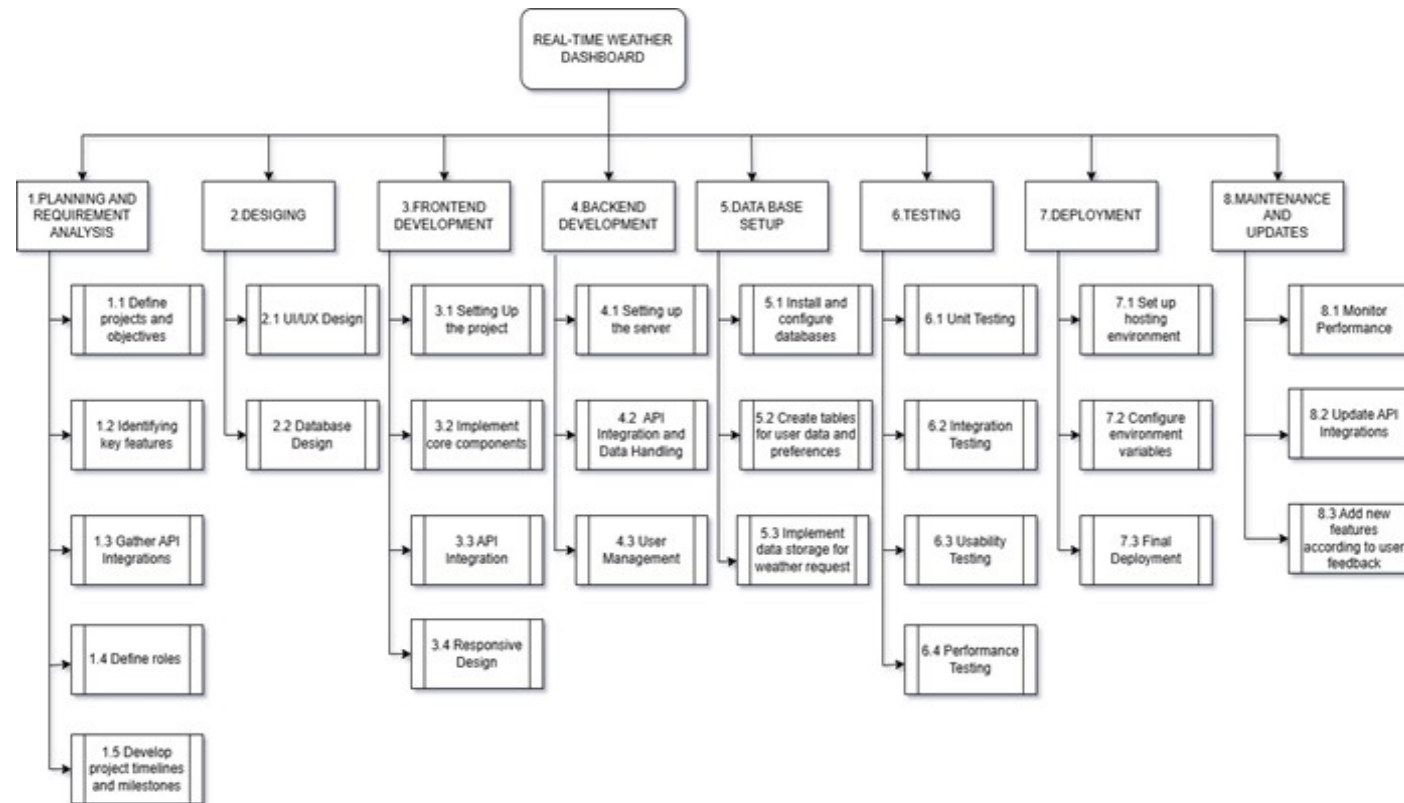 REAL-TIME WEATHER
DASHBOARD
1.PLANNING AND
REQUIREMENT
ANALYSIS
2.DESIGING
3.FRONTEND
DEVELOPMENT
4.BACKEND
DEVELOPMENT
5.DATA BASE
SETUP
6.TESTING
7.DEPLOYMENT
8.MAINTENANCE
AND
UPDATES
1.1 Define
projects and
objectives
1.2 Identifying
key features
1.3 Gather API
Integrations
1.4 Define roles
1.5 Develop
project timelines
and milestones
2.1 UI/UX Design
2.2 Database
Design
3.1 Setting Up
the project
3.2 Implement
core components
3.3 API
Integration
3.4 Responsive
Design
4.1 Setting up
the server
4.2 API
Integration and
Data Handling
4.3 User
Management
5.1 Install and
configure
databases
5.2 Create tables
for user data and
preferences
5.3 Implement
data storage for
weather request
6.1 Unit Testing
6.2 Integration
Testing
6.3 Usability
Testing
6.4 Performance
Testing
7.1 Set up
hosting
environment
7.2 Configure
environment
variables
7.3 Final
Deployment
8.1 Monitor
Performance
8.2 Update API
Integrations
8.3 Add new
features
according to user
feedback